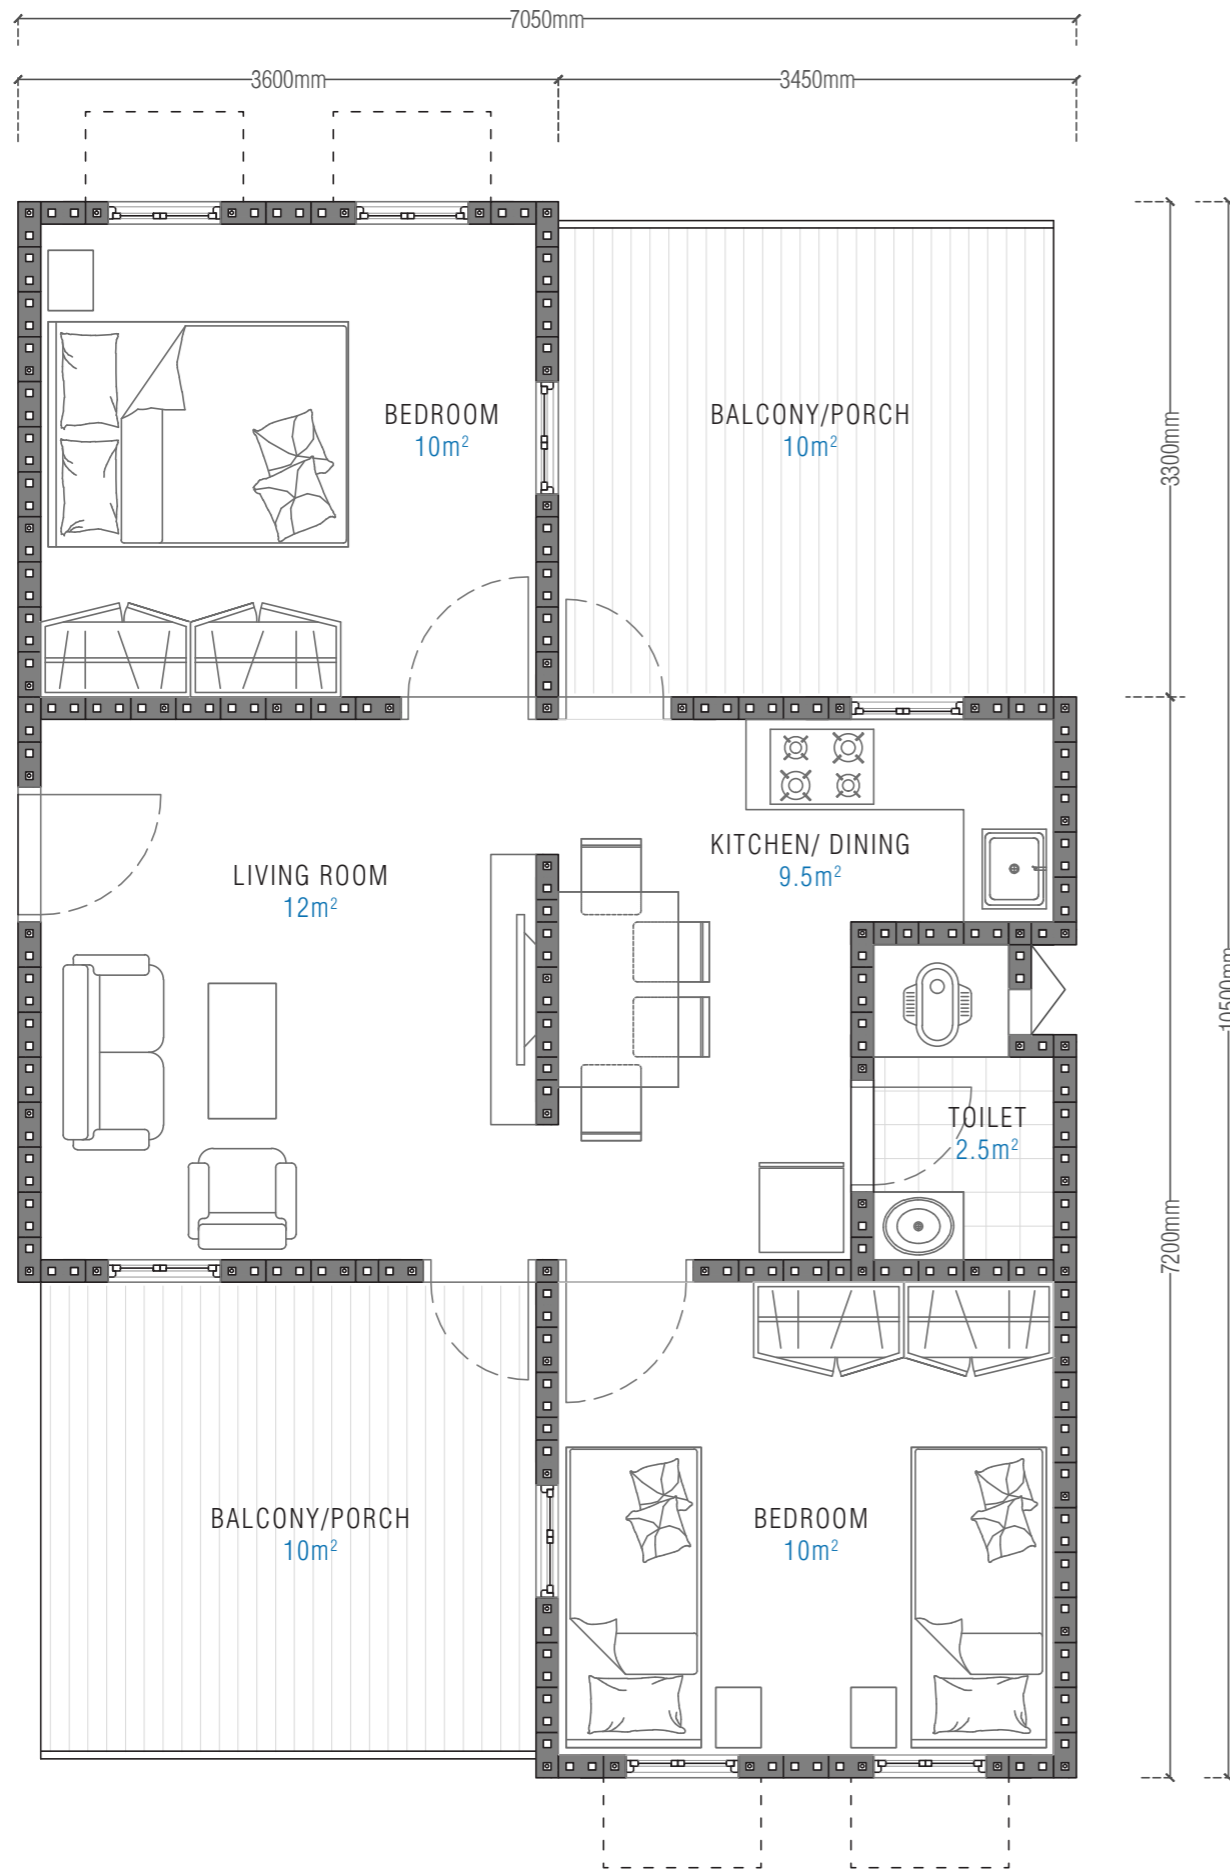 7050mm
3600mm
3450mm
BEDROOM
10m²
BALCONY/PORCH
10m²
3300mm
LIVING ROOM
12m²
KITCHEN/ DINING
9.5m²
10500mm
TOILET
2.5m²
7200mm
BALCONY/PORCH
10m²
BEDROOM
10m²